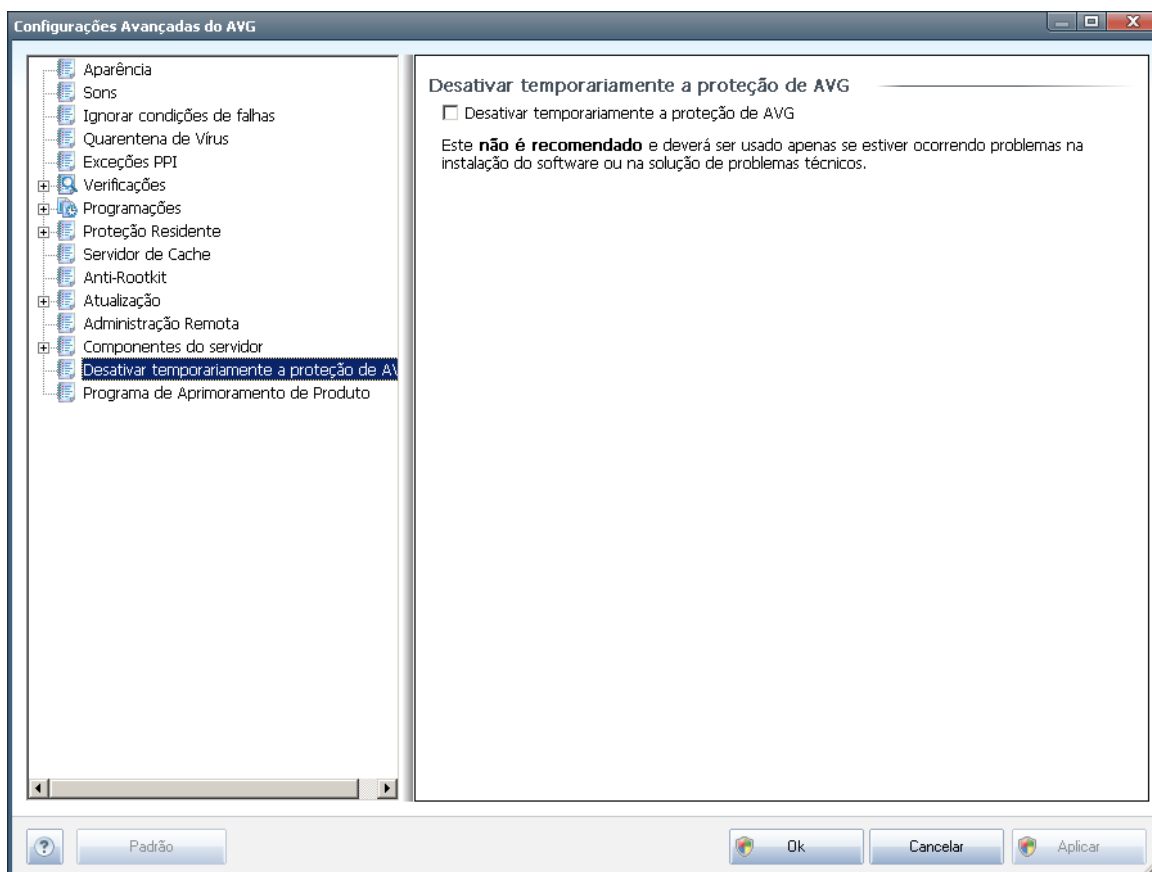 Configurações Avançadas do AVG
Aparência
Sons
Ignorar condições de falhas
Quarentena de Vírus
Exceções PPI
Verificações
Programações
Proteção Residente
Servidor de Cache
Anti-Rootkit
Atualização
Administração Remota
Componentes do servidor
Desativar temporariamente a proteção de AV
Programa de Aprimoramento de Produto
Desativar temporariamente a proteção de AVG
Desativar temporariamente a proteção de AVG
Este não é recomendado e deverá ser usado apenas se estiver ocorrendo problemas na
instalação do software ou na solução de problemas técnicos.
Padrão
Ok
Cancelar
Aplicar